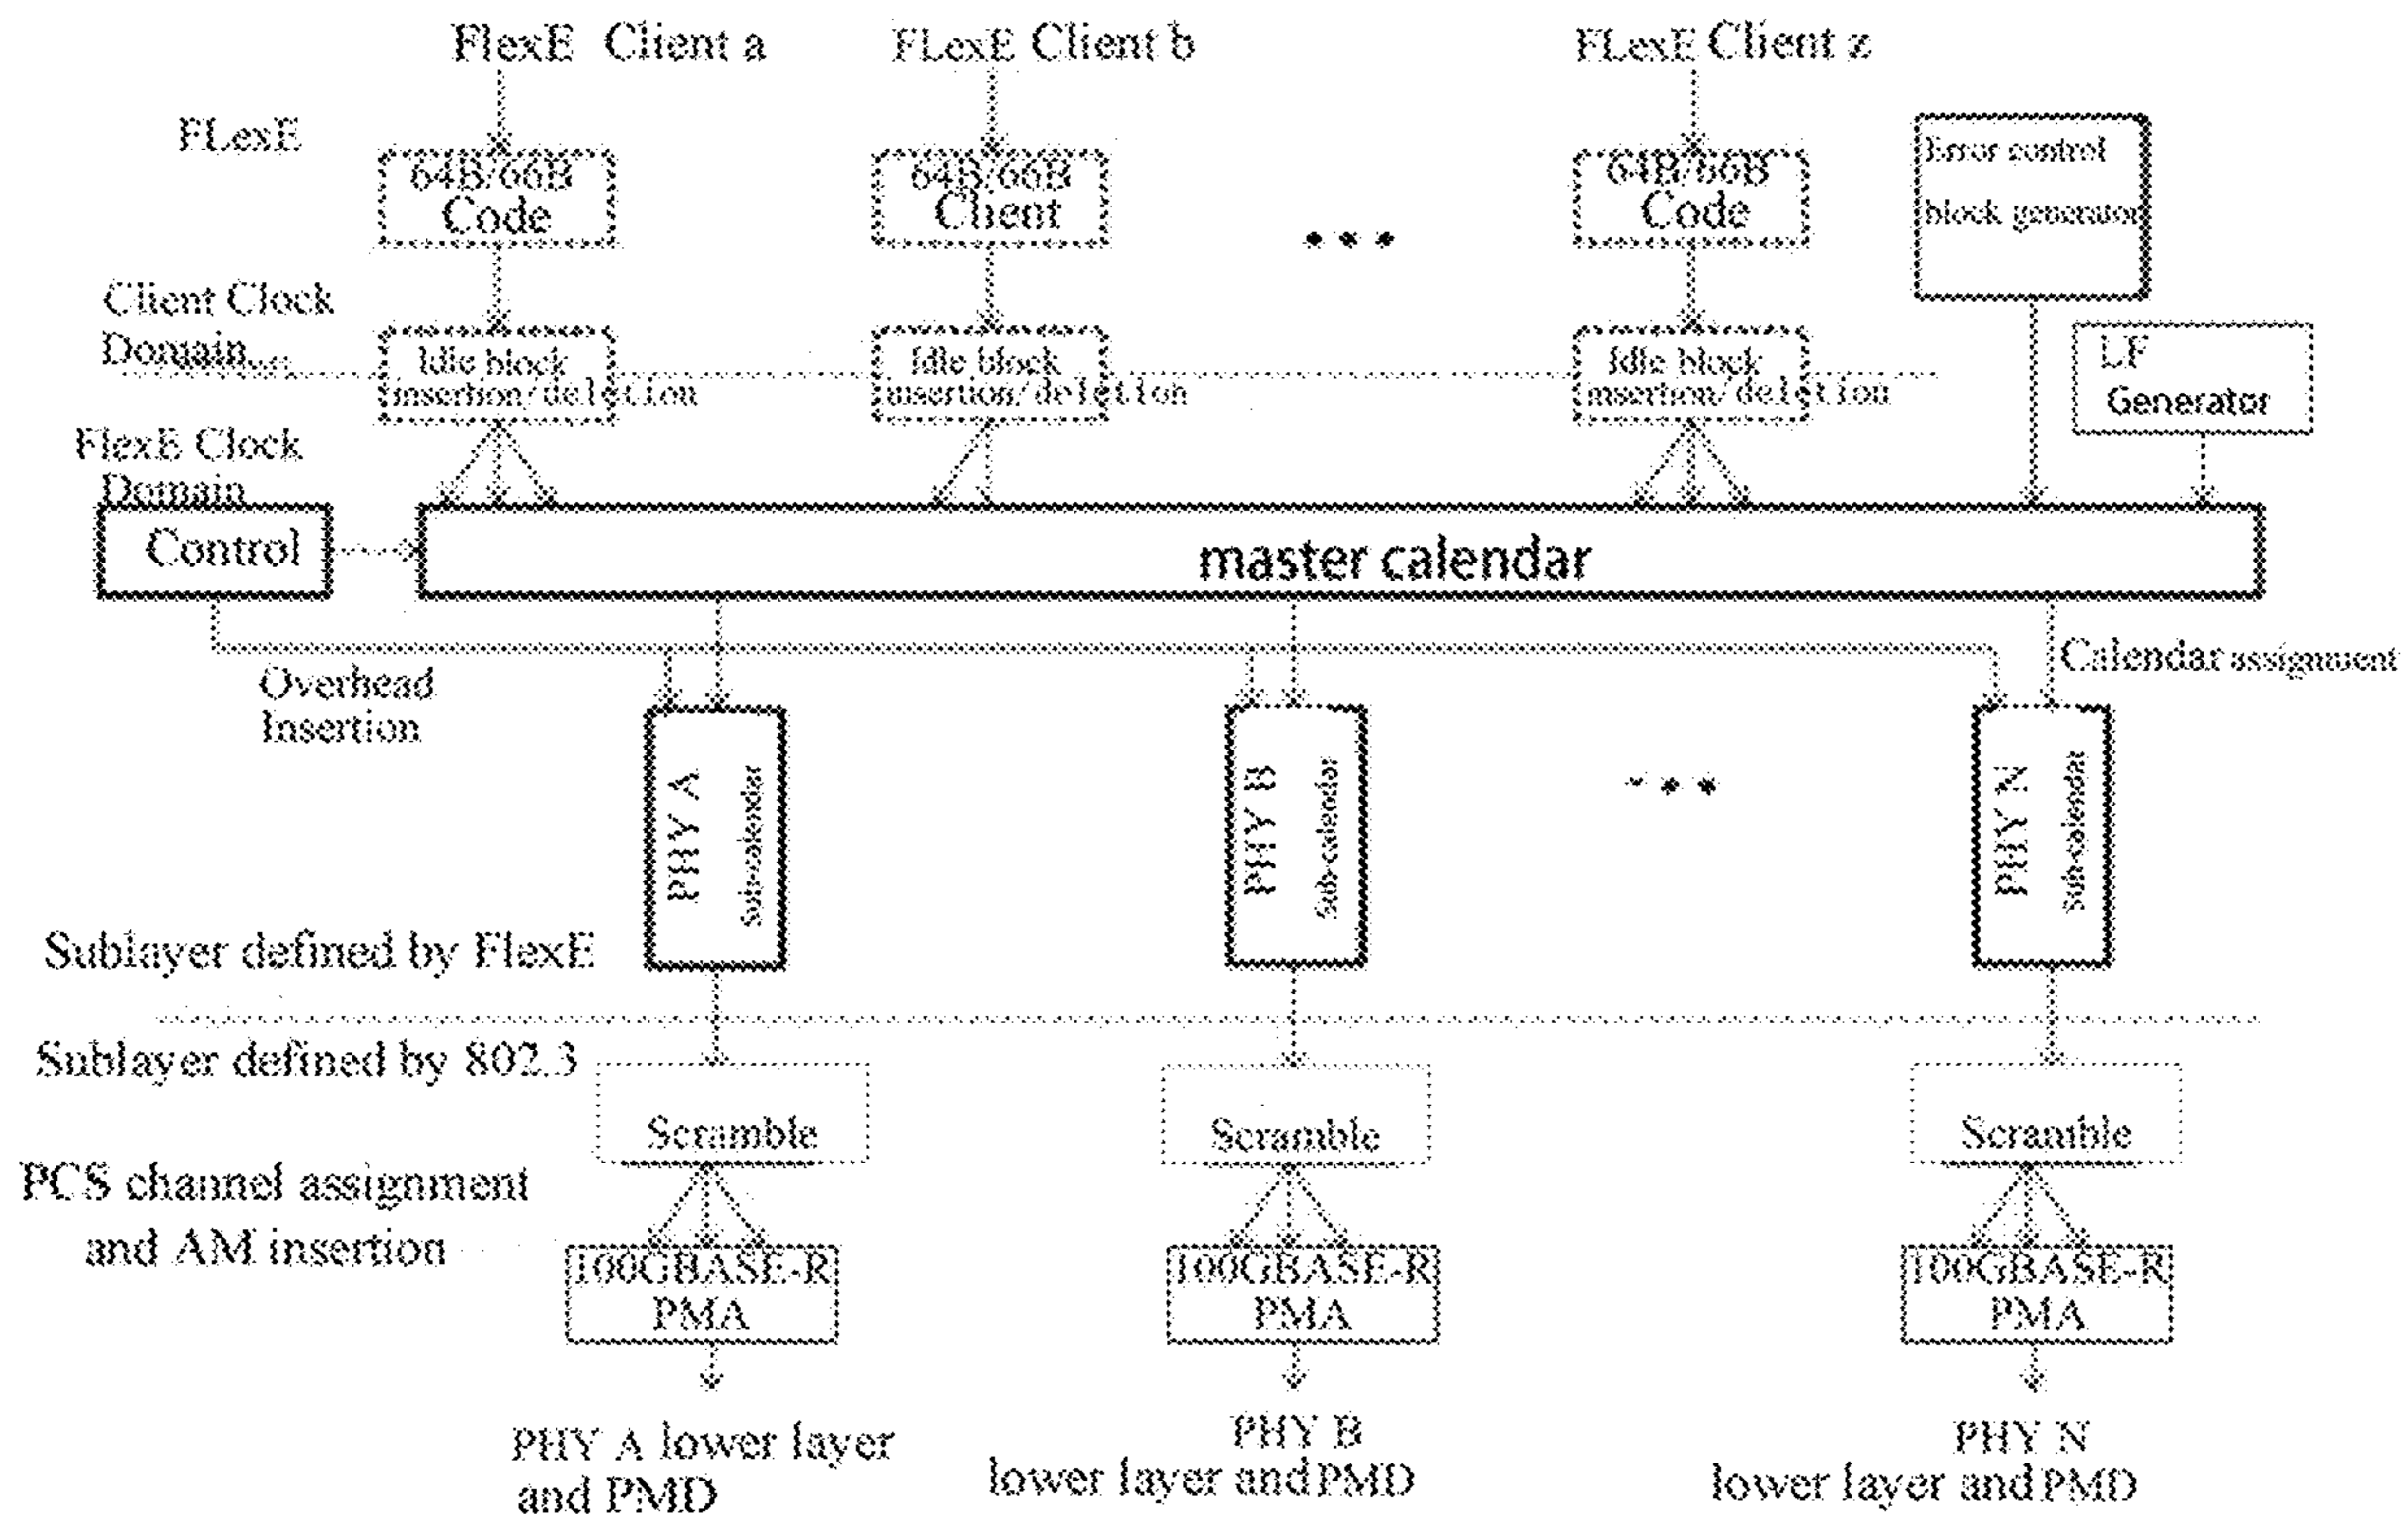 FlexE Client a
FLexE Client b
FLexE Client z
FLexE
64B/66B
Code
64B/66B
Client
64B/66B
Code
Error control
block generator
Client Clock
Domain
Idle block
insertion/deletion
Idle block
insertion/deletion
Idle block
insertion/deletion
LF
Generator
FlexE Clock
Domain
Control
master calendar
Overhead
Insertion
Calendar assignment
PHY A
Sub-calendar
PHY B
Sub-calendar
PHY N
Sub-calendar
Sublayer defined by FlexE
Sublayer defined by 802.3
Scramble
Scramble
Scramble
PCS channel assignment
and AM insertion
100GBASE-R
PMA
100GBASE-R
PMA
100GBASE-R
PMA
PHY A lower layer
and PMD
PHY B
lower layer and PMD
PHY N
lower layer and PMD